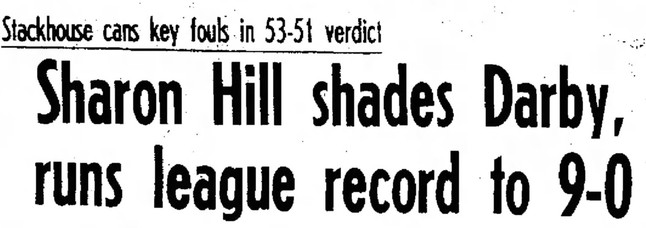 Stackhouse cans key fouls in 53-51 verdict
Sharon Hill shades Darby,
runs league record to 9-0